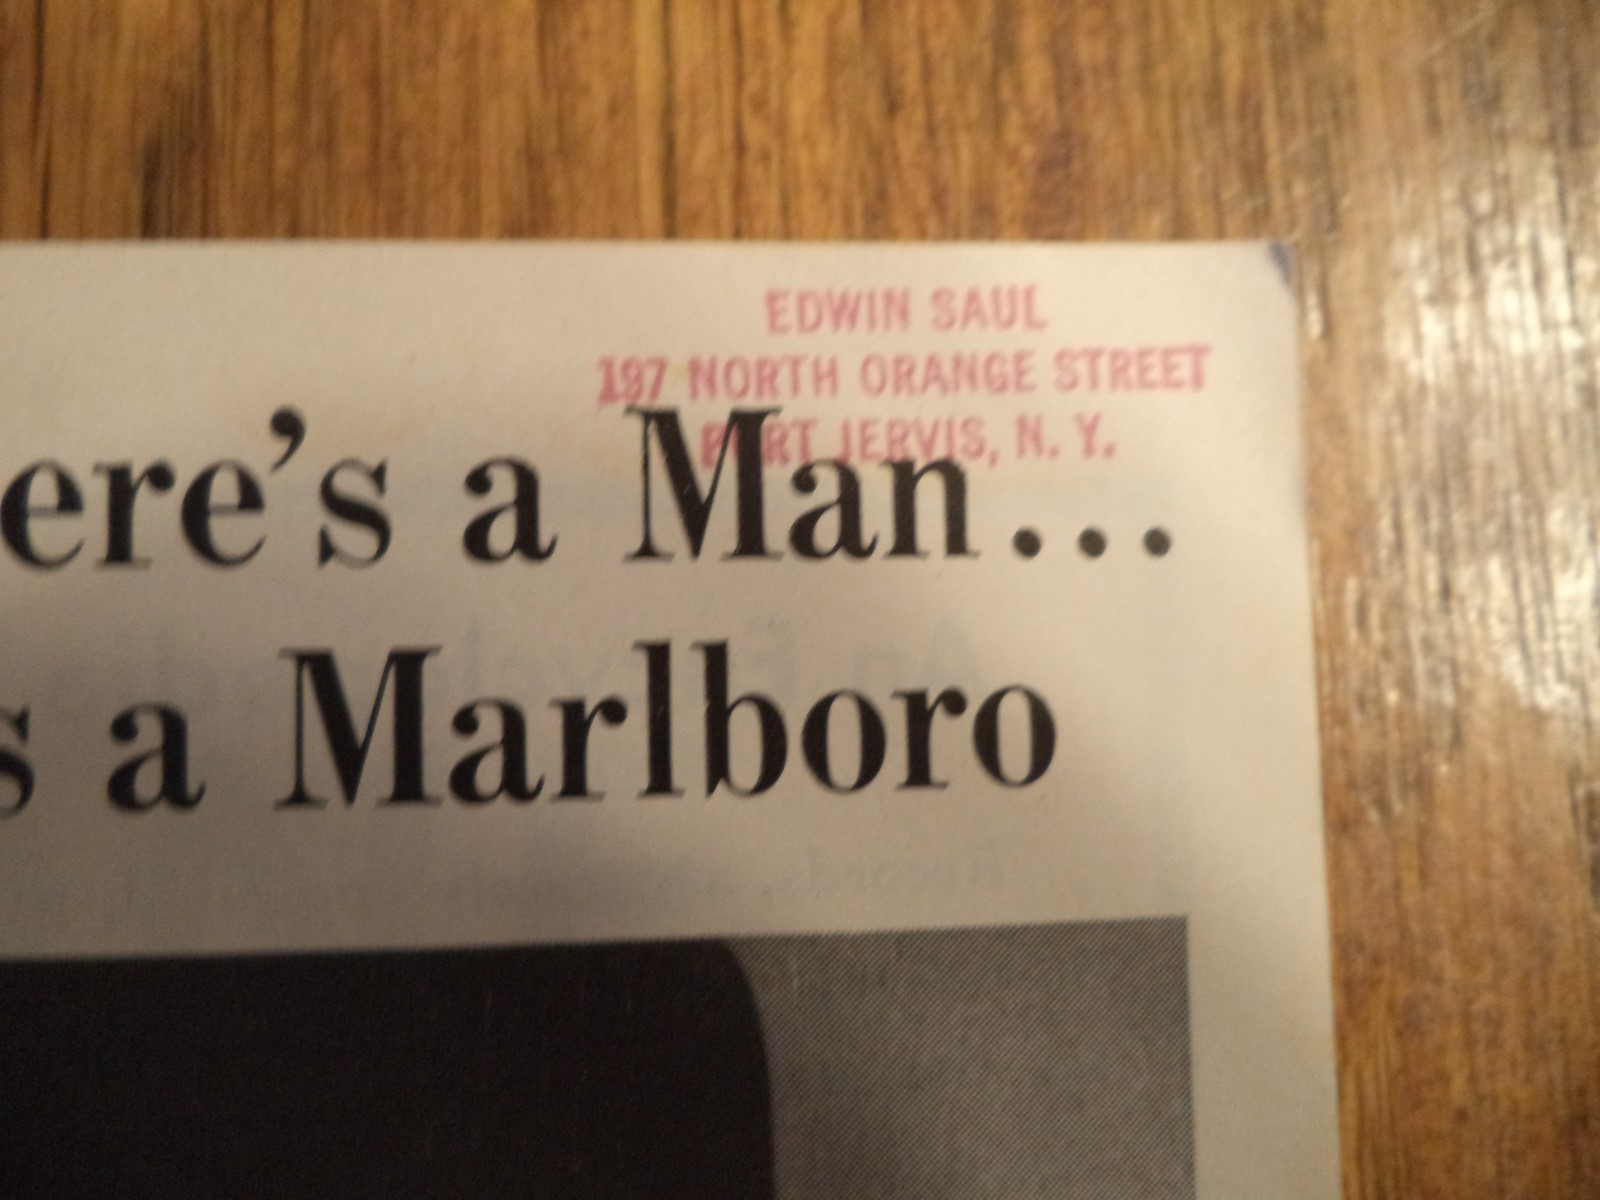 EDWIN SAUL
197 NORTH ORANGE STREET
PORT JERVIS, N. Y.
ere's a Man...
s a Marlboro